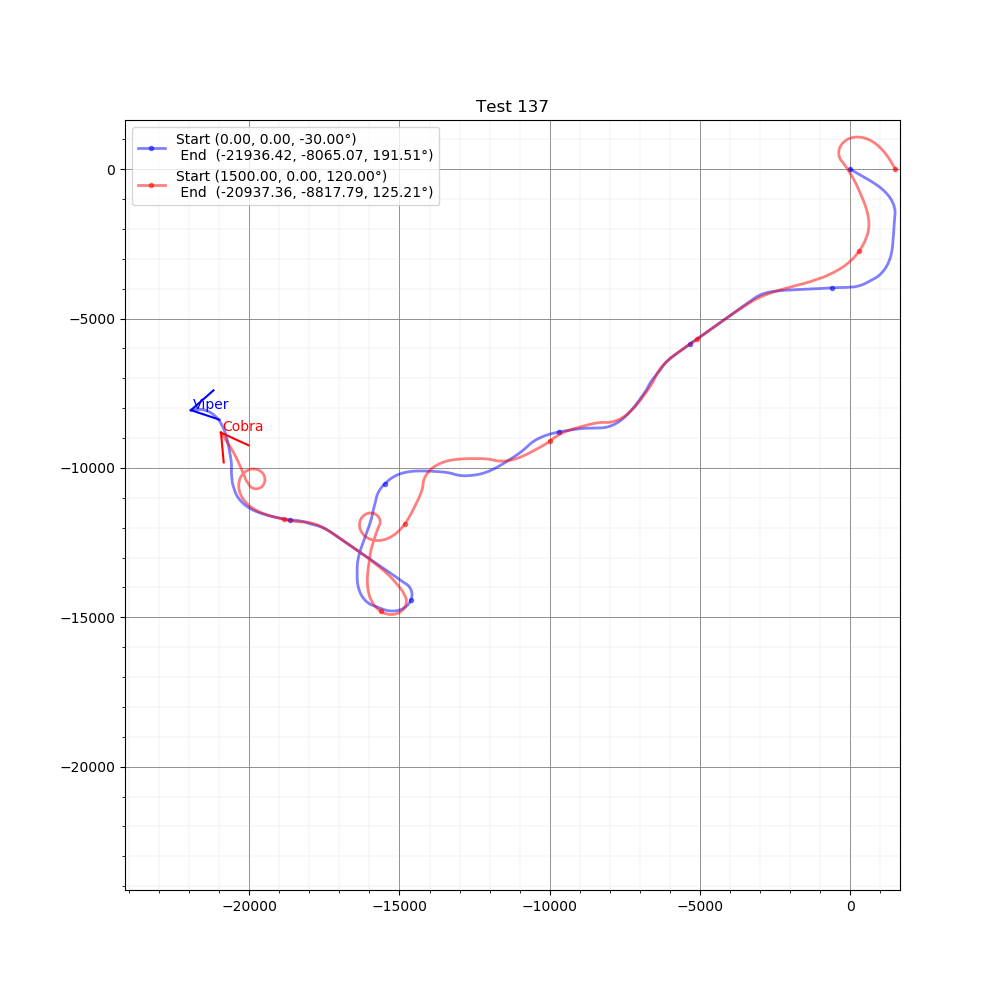 Test 137
Start (0.00, 0.00, -30.00°)
End (-21936.42, -8065.07, 191.51°)
Start (1500.00, 0.00, 120.00°)
End (-20937.36, -8817.79, 125.21°)
0
−5000
−10000
−15000
−20000
Viper
Cobra
−20000
−15000
−10000
−5000
0